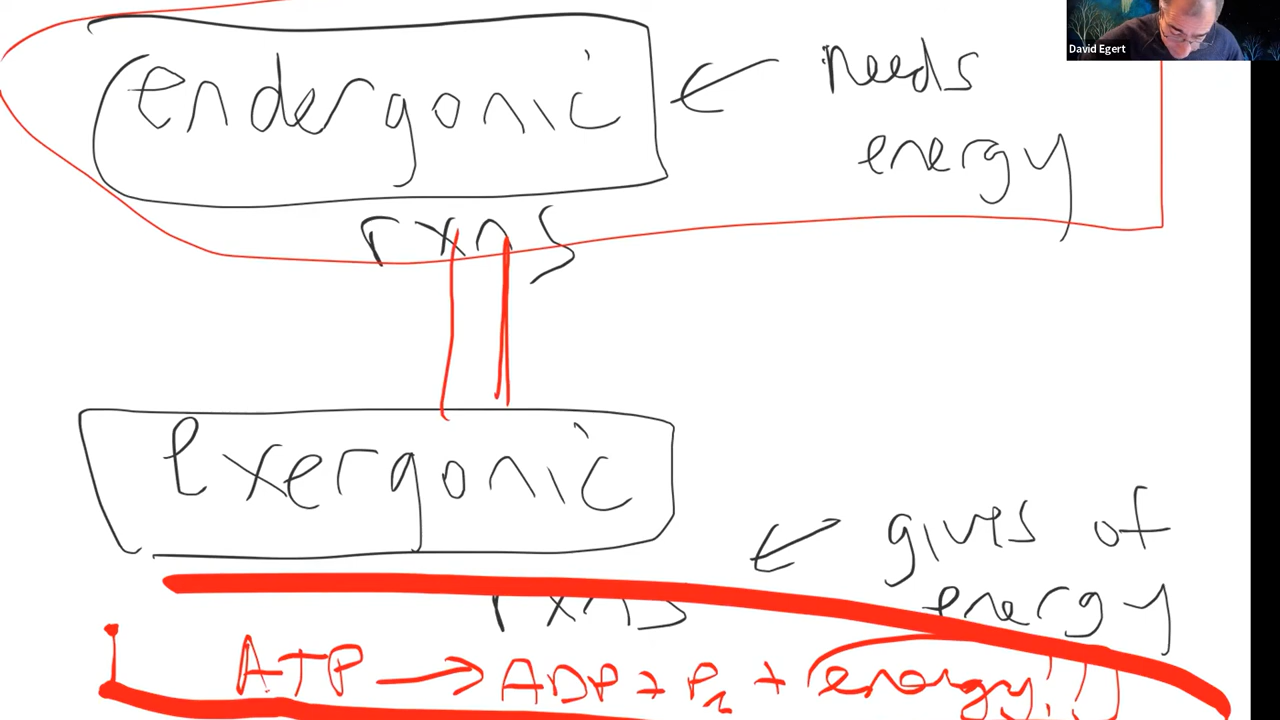 David Egert
endergonic ← needs
energy
rxns
exergonic
← gives of
energy
rxns
ATP → ADP + Pi + energy!!